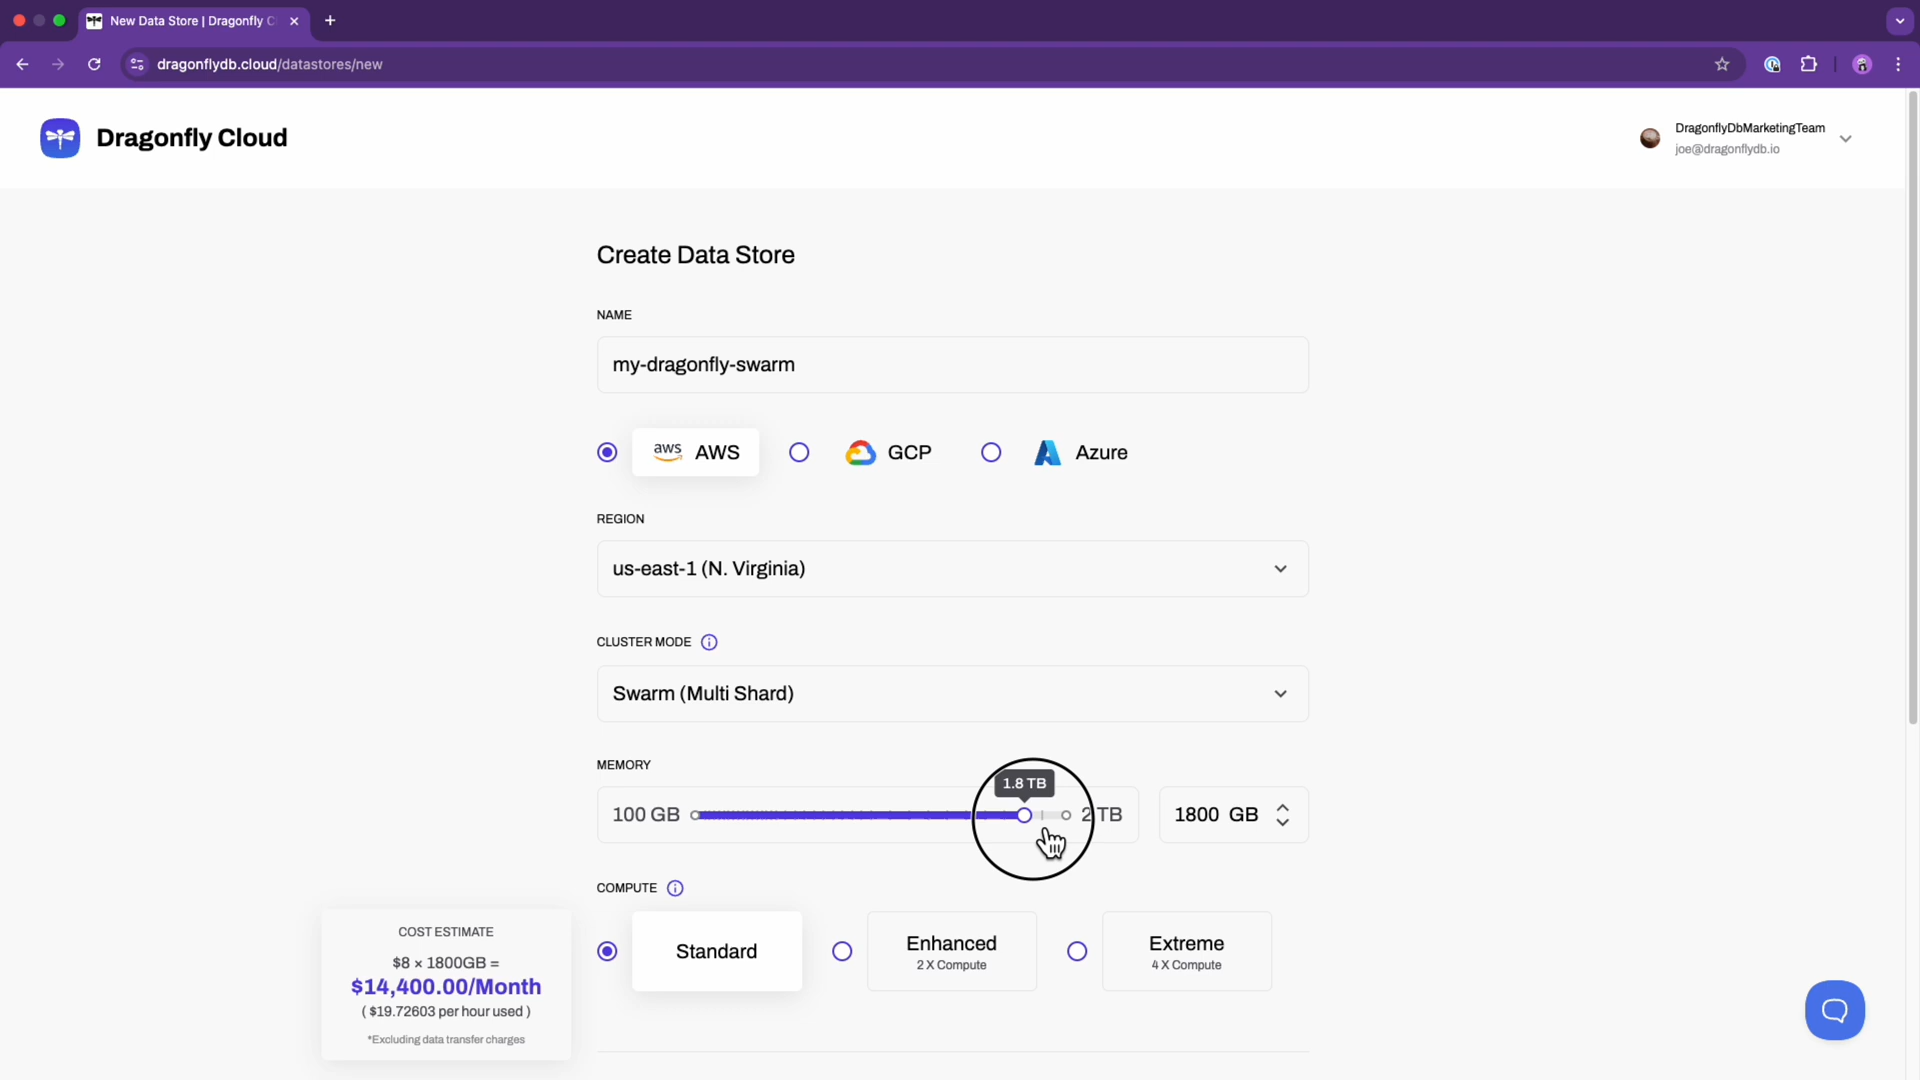 New Data Store | Dragonfly C
dragonflydb.cloud/datastores/new
Dragonfly Cloud
DragonflyDbMarketingTeam
joe@dragonflydb.io
Create Data Store
NAME
my-dragonfly-swarm
aws AWS
GCP
Azure
REGION
us-east-1 (N. Virginia)
CLUSTER MODE
Swarm (Multi Shard)
MEMORY
1.8 TB
100 GB
2 TB
1800 GB
COMPUTE
Standard
Enhanced
2 X Compute
Extreme
4 X Compute
COST ESTIMATE
$8 × 1800GB =
$14,400.00/Month
( $19.72603 per hour used )
*Excluding data transfer charges